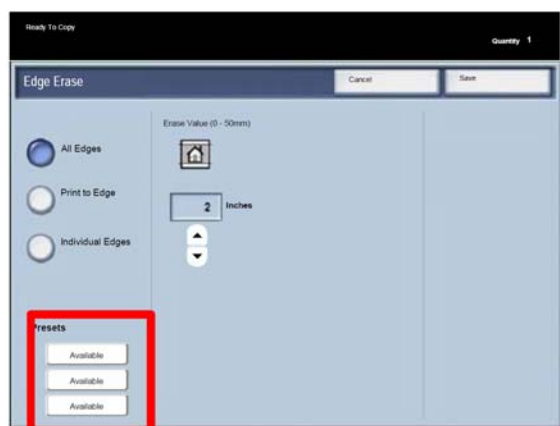 Ready To Copy
Quantity 1
Edge Erase
Cancel
Save
Erase Value (0 - 50mm)
All Edges
Print to Edge
2 Inches
Individual Edges
Presets
Available
Available
Available